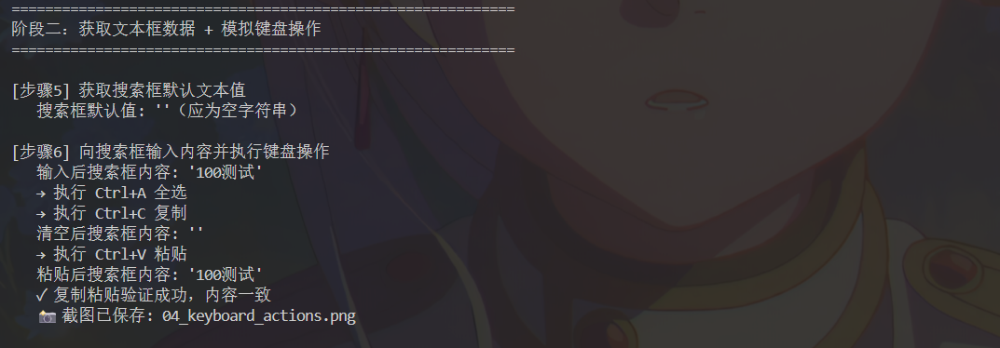 ============================================================
阶段二：获取文本框数据 + 模拟键盘操作
============================================================
[步骤5] 获取搜索框默认文本值
搜索框默认值: ''（应为空字符串）
[步骤6] 向搜索框输入内容并执行键盘操作
输入后搜索框内容: '100测试'
→ 执行 Ctrl+A 全选
→ 执行 Ctrl+C 复制
清空后搜索框内容: ''
→ 执行 Ctrl+V 粘贴
粘贴后搜索框内容: '100测试'
✓ 复制粘贴验证成功，内容一致
📸 截图已保存: 04_keyboard_actions.png